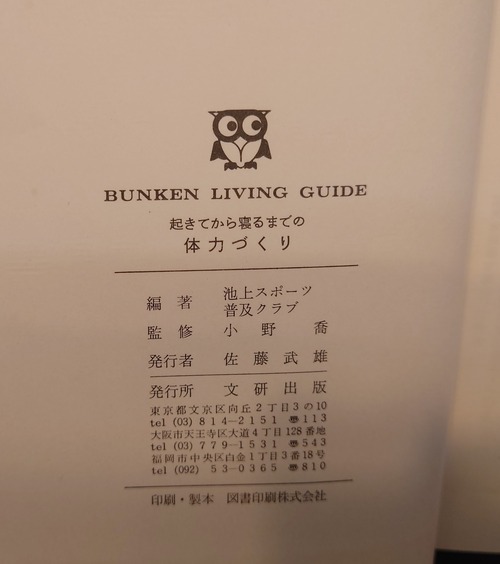 BUNKEN LIVING GUIDE
起きてから寝るまでの
体力づくり
編著 池上スポーツ
普及クラブ
監修 小野喬
発行者 佐藤武雄
発行所 文研出版
東京都文京区向丘2丁目3の10
tel (03) 814-2151 〠113
大阪市天王寺区大道4丁目128番地
tel (06) 779-1531 〠543
福岡市中央区白金1丁目3番18号
tel (092) 53-0365 〠810
印刷・製本 図書印刷株式会社